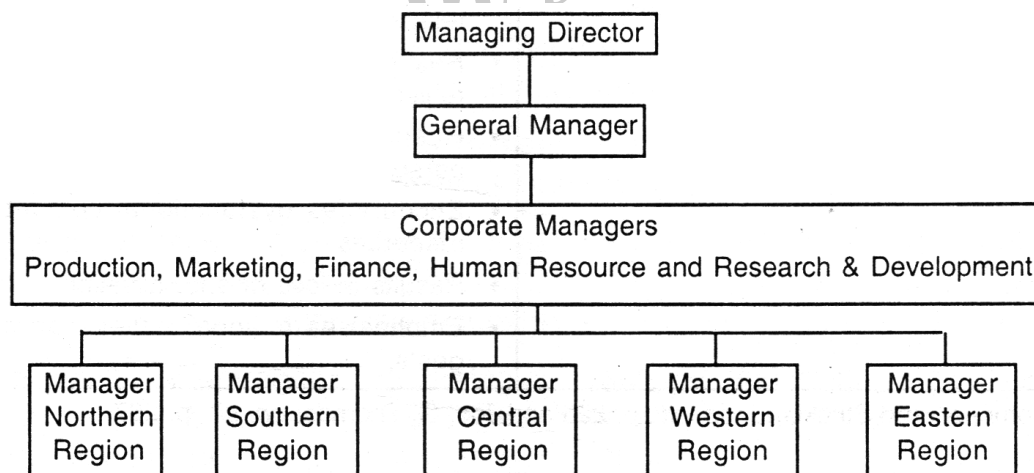 Managing Director
General Manager
Corporate Managers
Production, Marketing, Finance, Human Resource and Research & Development
Manager
Northern
Region
Manager
Southern
Region
Manager
Central
Region
Manager
Western
Region
Manager
Eastern
Region